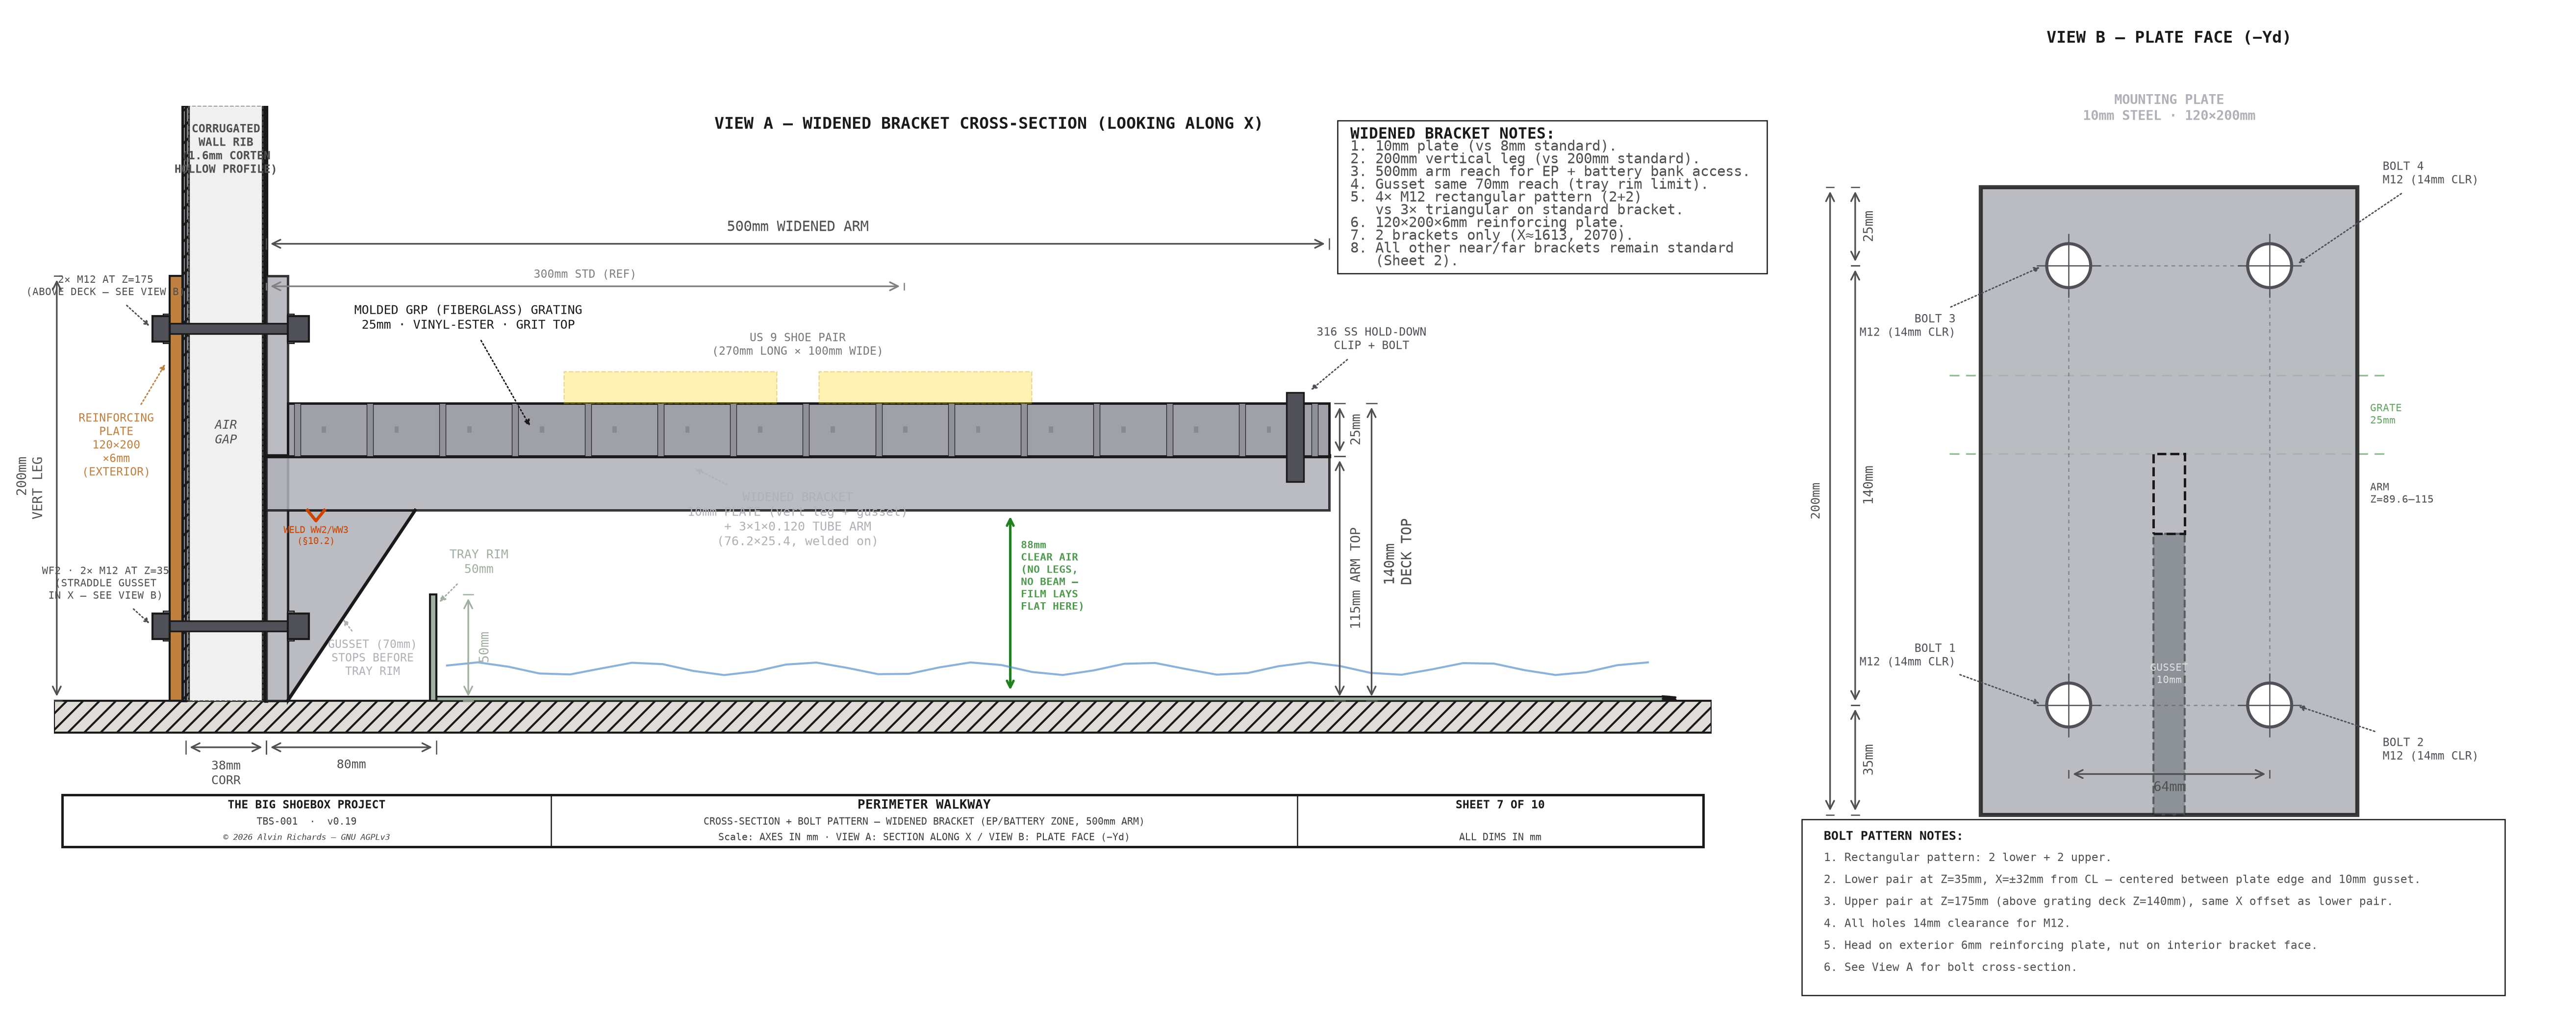 VIEW B — PLATE FACE (−Yd)
MOUNTING PLATE
10mm STEEL · 120×200mm
VIEW A — WIDENED BRACKET CROSS-SECTION (LOOKING ALONG X)
CORRUGATED
WALL RIB
(1.6mm CORTEN
HOLLOW PROFILE)
WIDENED BRACKET NOTES:
1. 10mm plate (vs 8mm standard).
2. 200mm vertical leg (vs 200mm standard).
3. 500mm arm reach for EP + battery bank access.
4. Gusset same 70mm reach (tray rim limit).
5. 4× M12 rectangular pattern (2+2)
vs 3× triangular on standard bracket.
6. 120×200×6mm reinforcing plate.
7. 2 brackets only (X≈1613, 2070).
8. All other near/far brackets remain standard
(Sheet 2).
500mm WIDENED ARM
300mm STD (REF)
2× M12 AT Z=175
(ABOVE DECK — SEE VIEW B)
MOLDED GRP (FIBERGLASS) GRATING
25mm · VINYL-ESTER · GRIT TOP
US 9 SHOE PAIR
(270mm LONG × 100mm WIDE)
316 SS HOLD-DOWN
CLIP + BOLT
REINFORCING
PLATE
120×200
×6mm
(EXTERIOR)
AIR
GAP
200mm
VERT LEG
25mm
WIDENED BRACKET
10mm PLATE (vert leg + gusset)
+ 3×1×0.120 TUBE ARM
(76.2×25.4, welded on)
WELD WW2/WW3
(§10.2)
WF2 · 2× M12 AT Z=35
(STRADDLE GUSSET
IN X — SEE VIEW B)
TRAY RIM
50mm
50mm
GUSSET (70mm)
STOPS BEFORE
TRAY RIM
88mm
CLEAR AIR
(NO LEGS,
NO BEAM —
FILM LAYS
FLAT HERE)
115mm ARM TOP
140mm
DECK TOP
38mm
CORR
80mm
BOLT 4
M12 (14mm CLR)
BOLT 3
M12 (14mm CLR)
25mm
200mm
140mm
35mm
GRATE
25mm
ARM
Z=89.6–115
BOLT 1
M12 (14mm CLR)
GUSSET
10mm
BOLT 2
M12 (14mm CLR)
64mm
BOLT PATTERN NOTES:
1. Rectangular pattern: 2 lower + 2 upper.
2. Lower pair at Z=35mm, X=±32mm from CL — centered between plate edge and 10mm gusset.
3. Upper pair at Z=175mm (above grating deck Z=140mm), same X offset as lower pair.
4. All holes 14mm clearance for M12.
5. Head on exterior 6mm reinforcing plate, nut on interior bracket face.
6. See View A for bolt cross-section.
THE BIG SHOEBOX PROJECT
TBS-001 · v0.19
© 2026 Alvin Richards — GNU AGPLv3
PERIMETER WALKWAY
CROSS-SECTION + BOLT PATTERN — WIDENED BRACKET (EP/BATTERY ZONE, 500mm ARM)
Scale: AXES IN mm · VIEW A: SECTION ALONG X / VIEW B: PLATE FACE (−Yd)
SHEET 7 OF 10
ALL DIMS IN mm